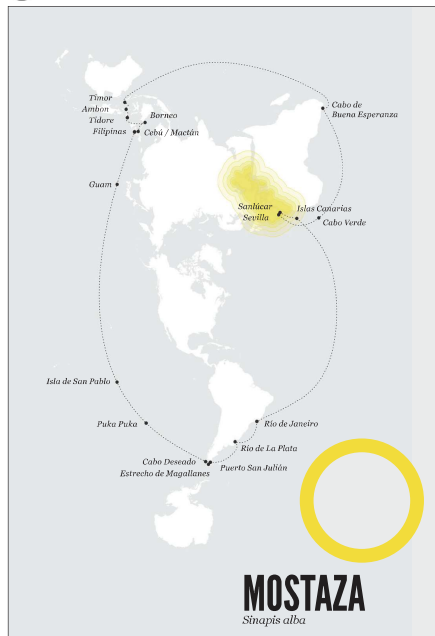 Timor
Ambon
Tidore
Borneo
Filipinas
Cebú / Mactán
Cabo de
Buena Esperanza
Guam
Sanlúcar
Sevilla
Islas Canarias
Cabo Verde
Isla de San Pablo
Puka Puka
Río de Janeiro
Río de La Plata
Cabo Deseado
Estrecho de Magallanes
Puerto San Julián
MOSTAZA
Sinapis alba